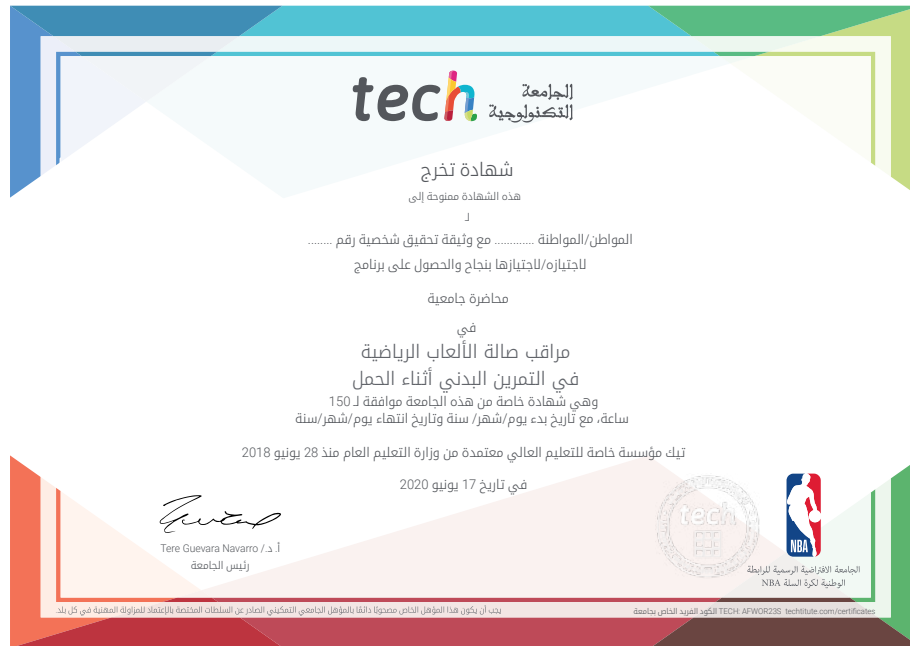 tech الجامعة
التكنولوجية
شهادة تخرج
هذه الشهادة ممنوحة إلى
لـ
المواطن/المواطنة ............ مع وثيقة تحقيق شخصية رقم ........
لاجتيازه/لاجتيازها بنجاح والحصول على برنامج
محاضرة جامعية
في
مراقب صالة الألعاب الرياضية
في التمرين البدني أثناء الحمل
وهي شهادة خاصة من هذه الجامعة موافقة لـ 150
ساعة، مع تاريخ بدء يوم/شهر/ سنة وتاريخ انتهاء يوم/شهر/سنة
تيك مؤسسة خاصة للتعليم العالي معتمدة من وزارة التعليم العام منذ 28 يونيو 2018
في تاريخ 17 يونيو 2020
tech
NBA
أ.د./ Tere Guevara Navarro
رئيس الجامعة
الجامعة الافتراضية الرسمية للرابطة
الوطنية لكرة السلة NBA
يجب أن يكون هذا المؤهل الخاص مصحوبًا دائمًا بالمؤهل الجامعي التمكيني الصادر عن السلطات المختصة بالإعتماد للمزاولة المهنية في كل بلد.
الكود الفريد الخاص بجامعة TECH: AFWOR23S techtitute.com/certificates